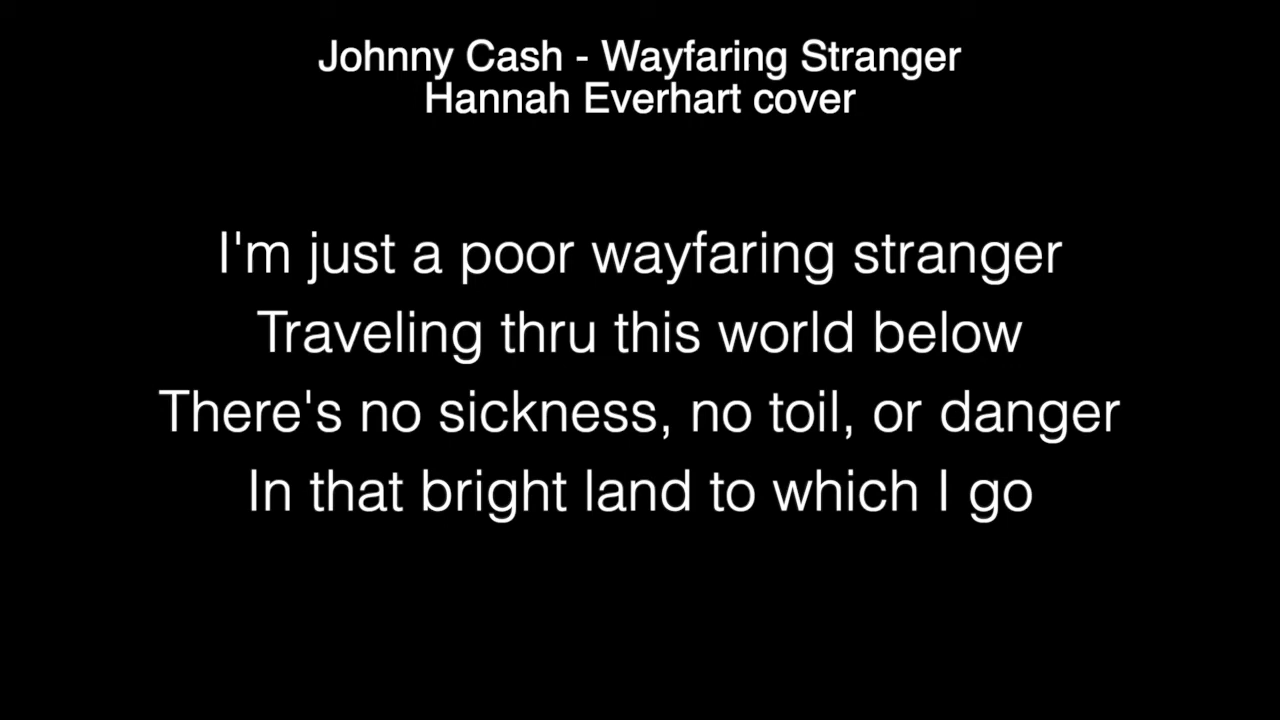 Johnny Cash - Wayfaring Stranger
Hannah Everhart cover
I'm just a poor wayfaring stranger
Traveling thru this world below
There's no sickness, no toil, or danger
In that bright land to which I go